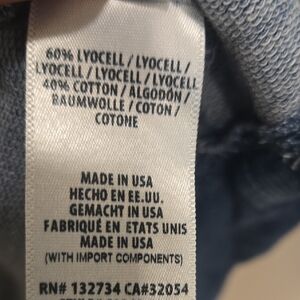 60% LYOCELL / LYOCELL /
LYOCELL / LYOCELL / LYOCELL
40% COTTON / ALGODÓN /
BAUMWOLLE / COTON /
COTONE
MADE IN USA
HECHO EN EE.UU.
GEMACHT IN USA
FABRIQUÉ EN ETATS UNIS
MADE IN USA
(WITH IMPORT COMPONENTS)
RN# 132734 CA#32054